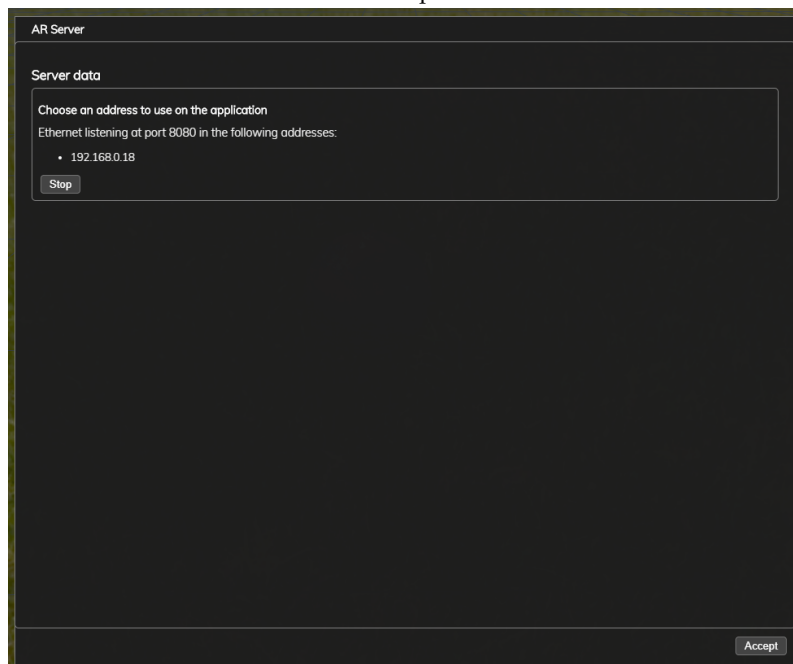 AR Server
Server data
Choose an address to use on the application
Ethernet listening at port 8080 in the following addresses:
• 192.168.0.18
Stop
Accept